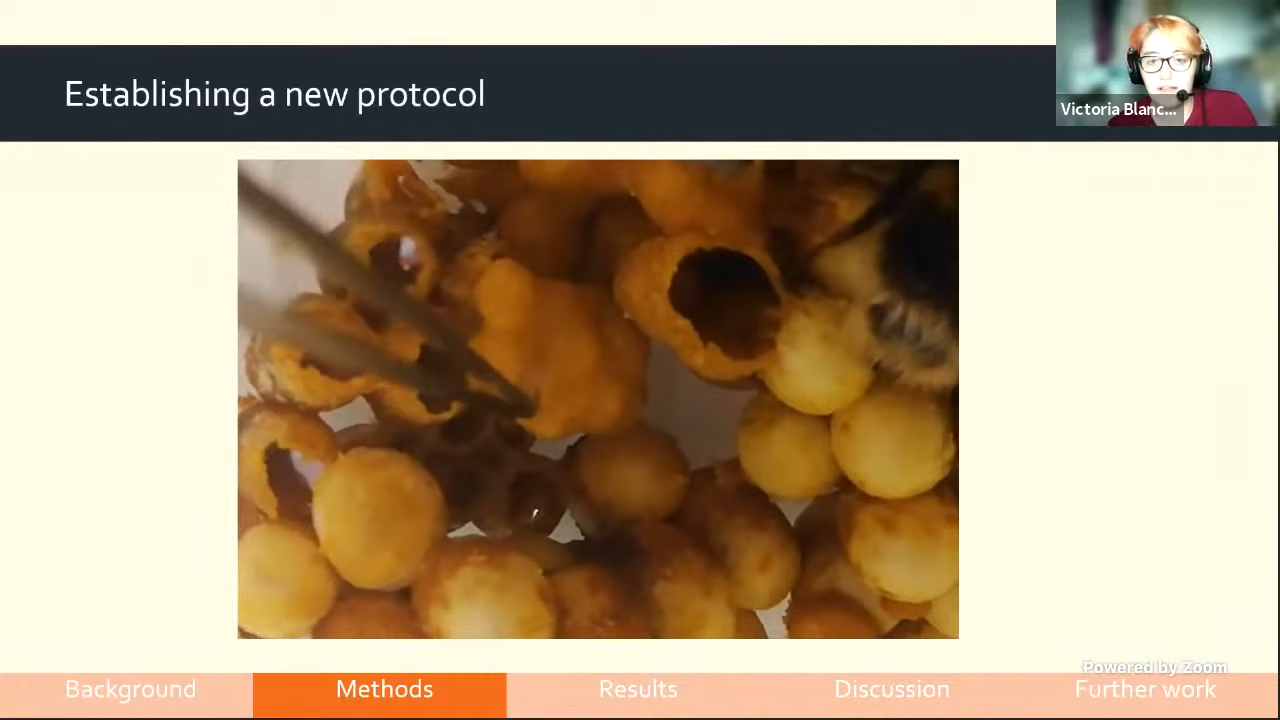 Establishing a new protocol
Victoria Blanc...
Powered by Zoom
Background
Methods
Results
Discussion
Further work